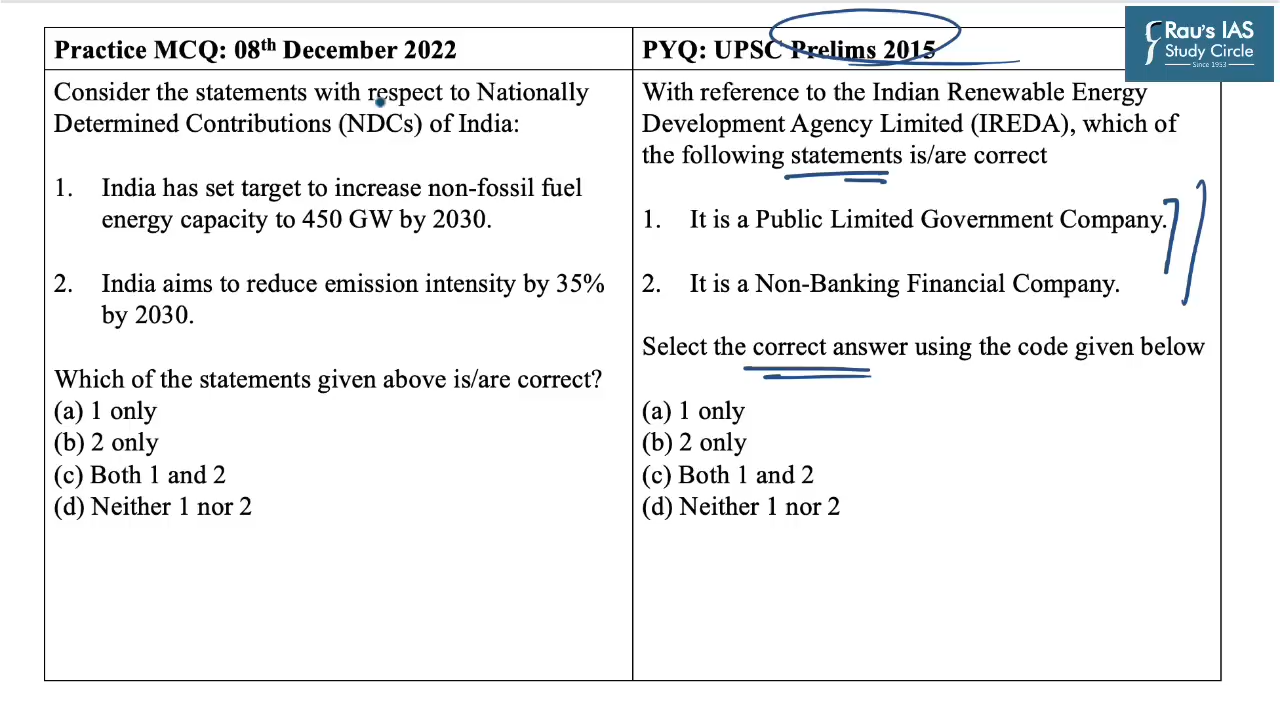 Rau's IAS
Study Circle
Since 1953
Practice MCQ: 08th December 2022
Consider the statements with respect to Nationally
Determined Contributions (NDCs) of India:
1. India has set target to increase non-fossil fuel
energy capacity to 450 GW by 2030.
2. India aims to reduce emission intensity by 35%
by 2030.
Which of the statements given above is/are correct?
(a) 1 only
(b) 2 only
(c) Both 1 and 2
(d) Neither 1 nor 2
PYQ: UPSC Prelims 2015
With reference to the Indian Renewable Energy
Development Agency Limited (IREDA), which of
the following statements is/are correct
1. It is a Public Limited Government Company.
2. It is a Non-Banking Financial Company.
Select the correct answer using the code given below
(a) 1 only
(b) 2 only
(c) Both 1 and 2
(d) Neither 1 nor 2